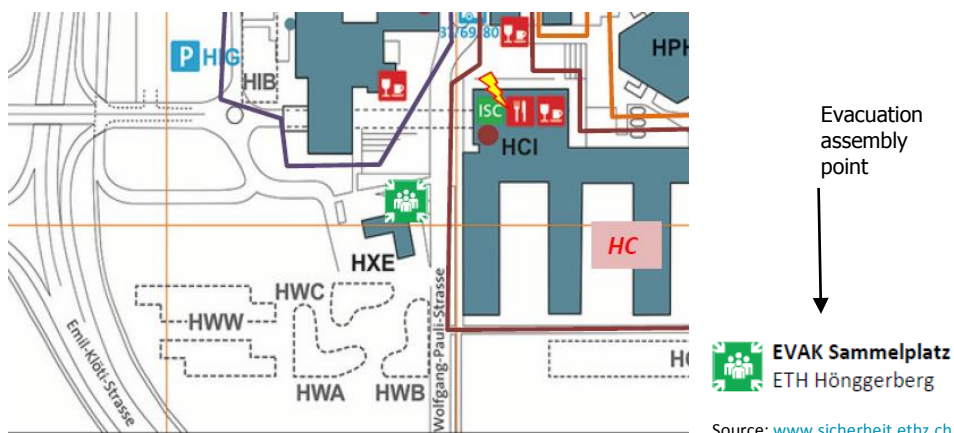 37/69/80
P HIG
HPH
HIB
ISC
HCI
HC
HXE
HWC
HWW
HWA
HWB
Emil-Klöti-Strasse
Wolfgang-Pauli-Strasse
Evacuation
assembly
point
EVAK Sammelplatz
ETH Hönggerberg
Source: www.sicherheit.ethz.ch